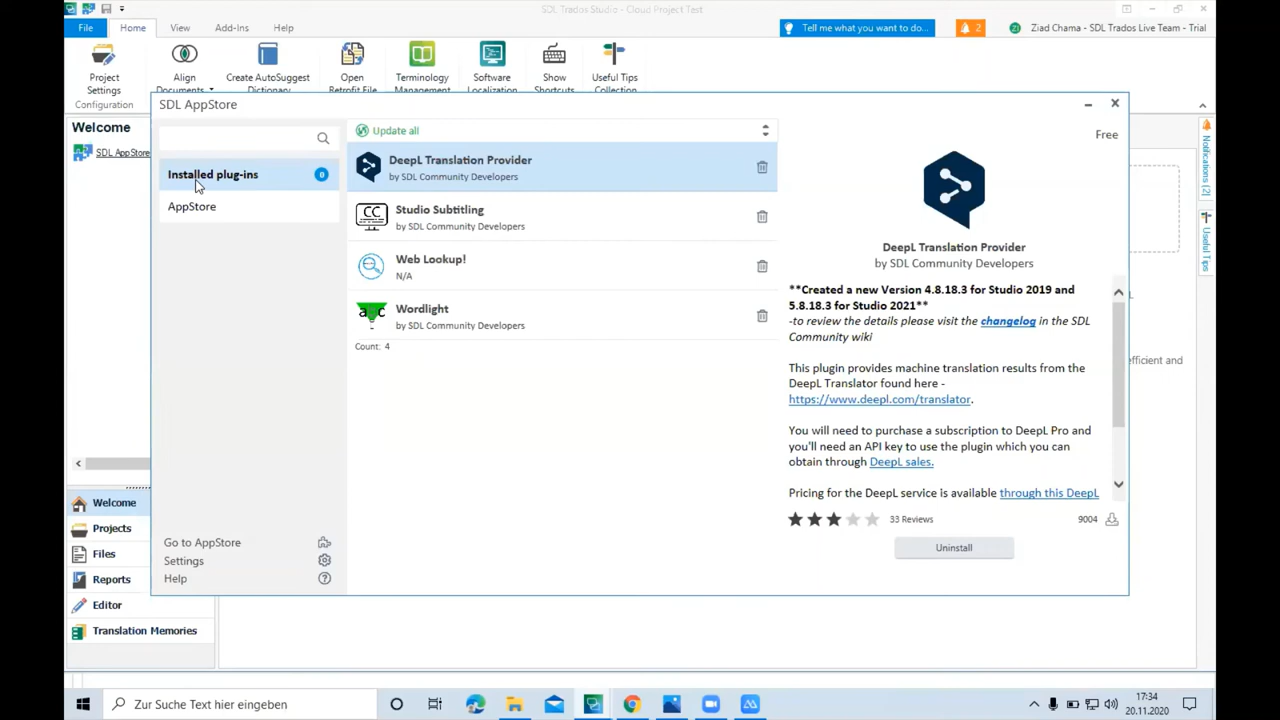 SDL Trados Studio - Cloud Project Test
File Home View Add-Ins Help
Tell me what you want to do...
2
ZI Ziad Chama - SDL Trados Live Team - Trial
Project Settings
Align Documents
Create AutoSuggest Dictionary
Open Retrofit File
Terminology Management
Software Localization
Show Shortcuts
Useful Tips Collection
Configuration
Welcome
SDL AppStore
SDL AppStore
Free
Update all
Installed plug-ins 0
AppStore
DeepL Translation Provider
by SDL Community Developers
CC
Studio Subtitling
by SDL Community Developers
Web Lookup!
N/A
Wordlight
by SDL Community Developers
Count: 4
DeepL Translation Provider
by SDL Community Developers
**Created a new Version 4.8.18.3 for Studio 2019 and
5.8.18.3 for Studio 2021**
-to review the details please visit the changelog in the SDL
Community wiki
This plugin provides machine translation results from the
DeepL Translator found here -
https://www.deepl.com/translator.
You will need to purchase a subscription to DeepL Pro and
you'll need an API key to use the plugin which you can
obtain through DeepL sales.
Pricing for the DeepL service is available through this DeepL
33 Reviews
9004
Uninstall
Go to AppStore
Settings
Help
Notifications (2)
Useful Tips
efficient and
Welcome
Projects
Files
Reports
Editor
Translation Memories
Zur Suche Text hier eingeben
17:34
20.11.2020